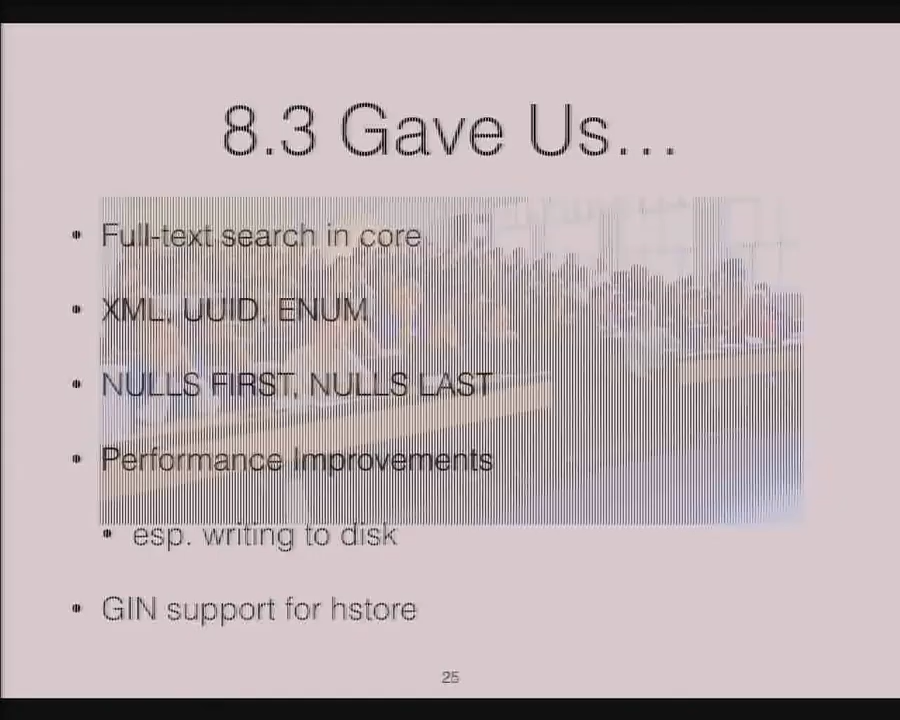 8.3 Gave Us...
• Full-text search in core
• XML, UUID, ENUM
• NULLS FIRST, NULLS LAST
• Performance Improvements
• esp. writing to disk
• GIN support for hstore
25